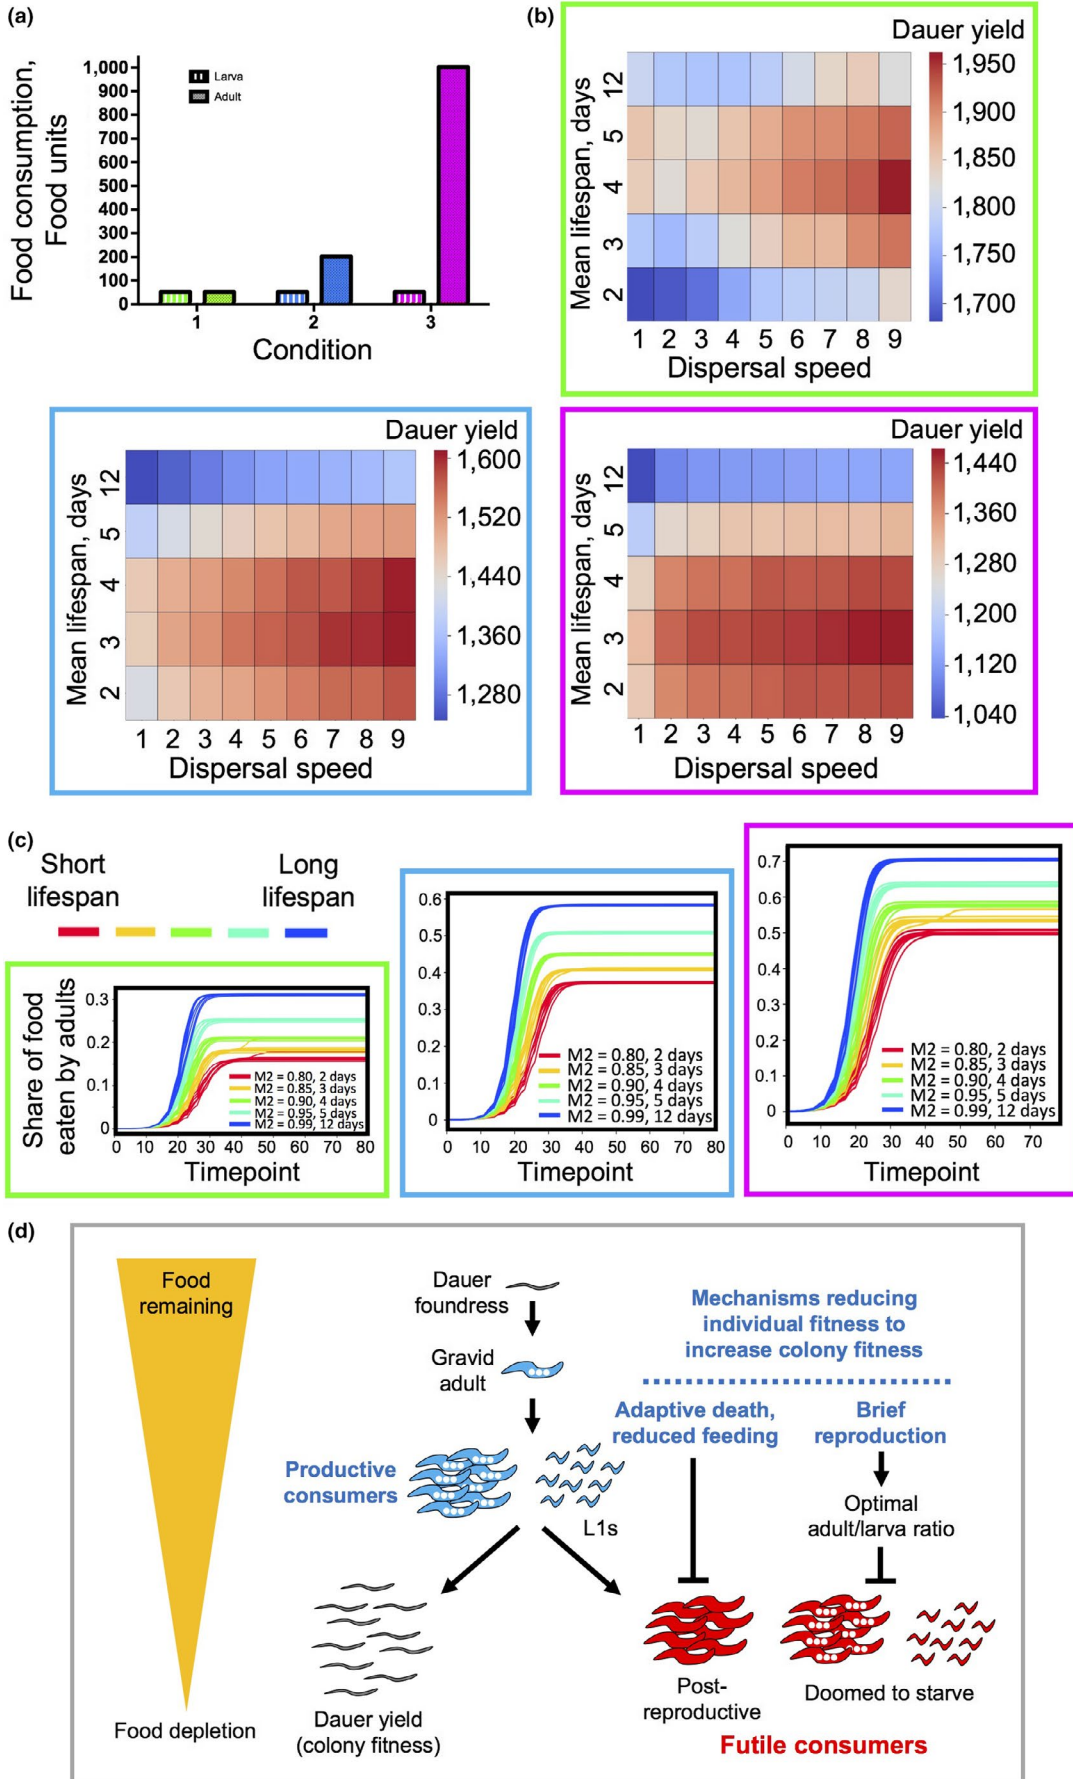 (a)
Food consumption,
Food units
1,000
900
800
700
600
500
400
300
200
100
0
Larva
Adult
1 2 3
Condition
(b)
Dauer yield
Mean lifespan, days
12
5
4
3
2
1 2 3 4 5 6 7 8 9
Dispersal speed
1,950
1,900
1,850
1,800
1,750
1,700
Dauer yield
Mean lifespan, days
12
5
4
3
2
1 2 3 4 5 6 7 8 9
Dispersal speed
1,600
1,520
1,440
1,360
1,280
Dauer yield
Mean lifespan, days
12
5
4
3
2
1 2 3 4 5 6 7 8 9
Dispersal speed
1,440
1,360
1,280
1,200
1,120
1,040
(c)
Short
lifespan
Long
lifespan
Share of food
eaten by adults
0.3
0.2
0.1
0
M2 = 0.80, 2 days
M2 = 0.85, 3 days
M2 = 0.90, 4 days
M2 = 0.95, 5 days
M2 = 0.99, 12 days
0 10 20 30 40 50 60 70 80
Timepoint
0.6
0.5
0.4
0.3
0.2
0.1
0
M2 = 0.80, 2 days
M2 = 0.85, 3 days
M2 = 0.90, 4 days
M2 = 0.95, 5 days
M2 = 0.99, 12 days
0 10 20 30 40 50 60 70 80
Timepoint
0.7
0.6
0.5
0.4
0.3
0.2
0.1
0
M2 = 0.80, 2 days
M2 = 0.85, 3 days
M2 = 0.90, 4 days
M2 = 0.95, 5 days
M2 = 0.99, 12 days
0 10 20 30 40 50 60 70
Timepoint
(d)
Food
remaining
Food depletion
Dauer
foundress
Gravid
adult
Productive
consumers
L1s
Dauer yield
(colony fitness)
Mechanisms reducing
individual fitness to
increase colony fitness
Adaptive death,
reduced feeding
Brief
reproduction
Optimal
adult/larva ratio
Post-
reproductive
Doomed to starve
Futile consumers